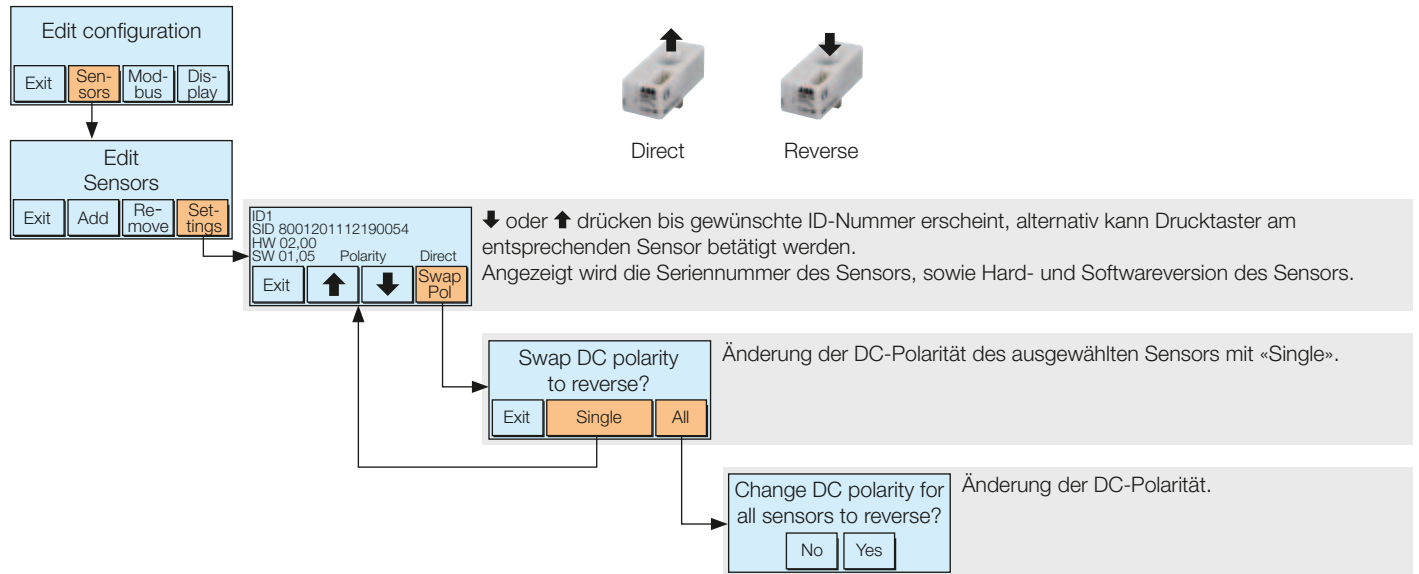 Edit configuration
Exit
Sen-
sors
Mod-
bus
Dis-
play
Direct
Reverse
Edit
Sensors
Exit
Add
Re-
move
Set-
tings
ID1
SID 8001201112190054
HW 02,00
SW 01,05 Polarity Direct
Exit
Swap
Pol
⬇ oder ⬆ drücken bis gewünschte ID-Nummer erscheint, alternativ kann Drucktaster am
entsprechenden Sensor betätigt werden.
Angezeigt wird die Seriennummer des Sensors, sowie Hard- und Softwareversion des Sensors.
Swap DC polarity
to reverse?
Exit
Single
All
Änderung der DC-Polarität des ausgewählten Sensors mit «Single».
Change DC polarity for
all sensors to reverse?
No
Yes
Änderung der DC-Polarität.